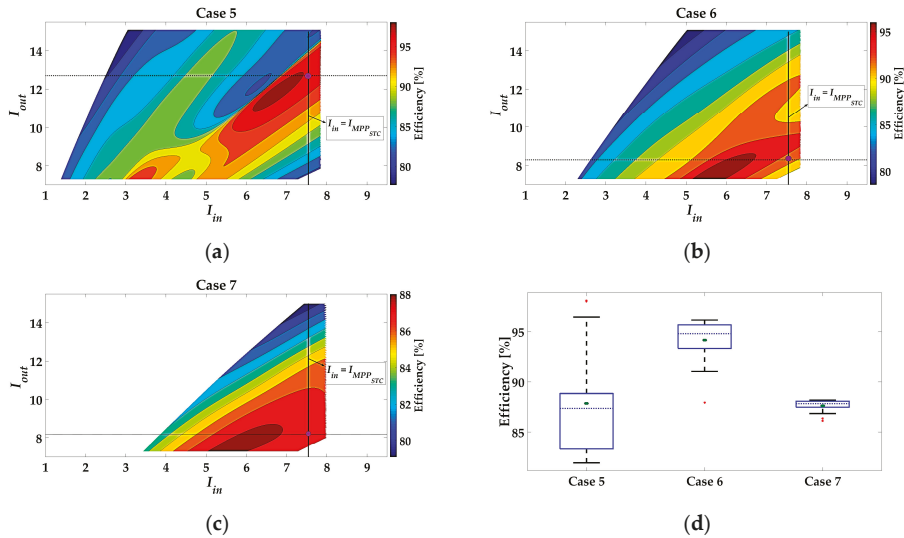 Case 5
14
12
10
8
I_out
1 2 3 4 5 6 7 8 9
I_in
I_in = I_MPP_STC
95
90
85
80
Efficiency [%]
(a)
Case 6
14
12
10
8
I_out
1 2 3 4 5 6 7 8 9
I_in
I_in = I_MPP_STC
95
90
85
80
Efficiency [%]
(b)
Case 7
14
12
10
8
I_out
1 2 3 4 5 6 7 8 9
I_in
I_in = I_MPP_STC
88
86
84
82
80
Efficiency [%]
(c)
95
90
85
Efficiency [%]
Case 5 Case 6 Case 7
(d)